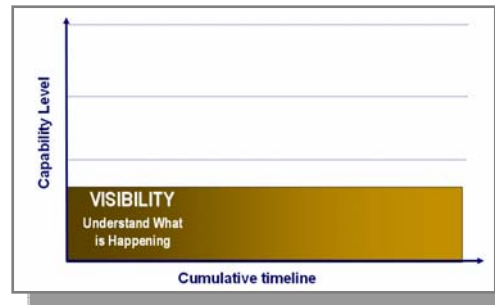 Capability Level
VISIBILITY
Understand What
is Happening
Cumulative timeline